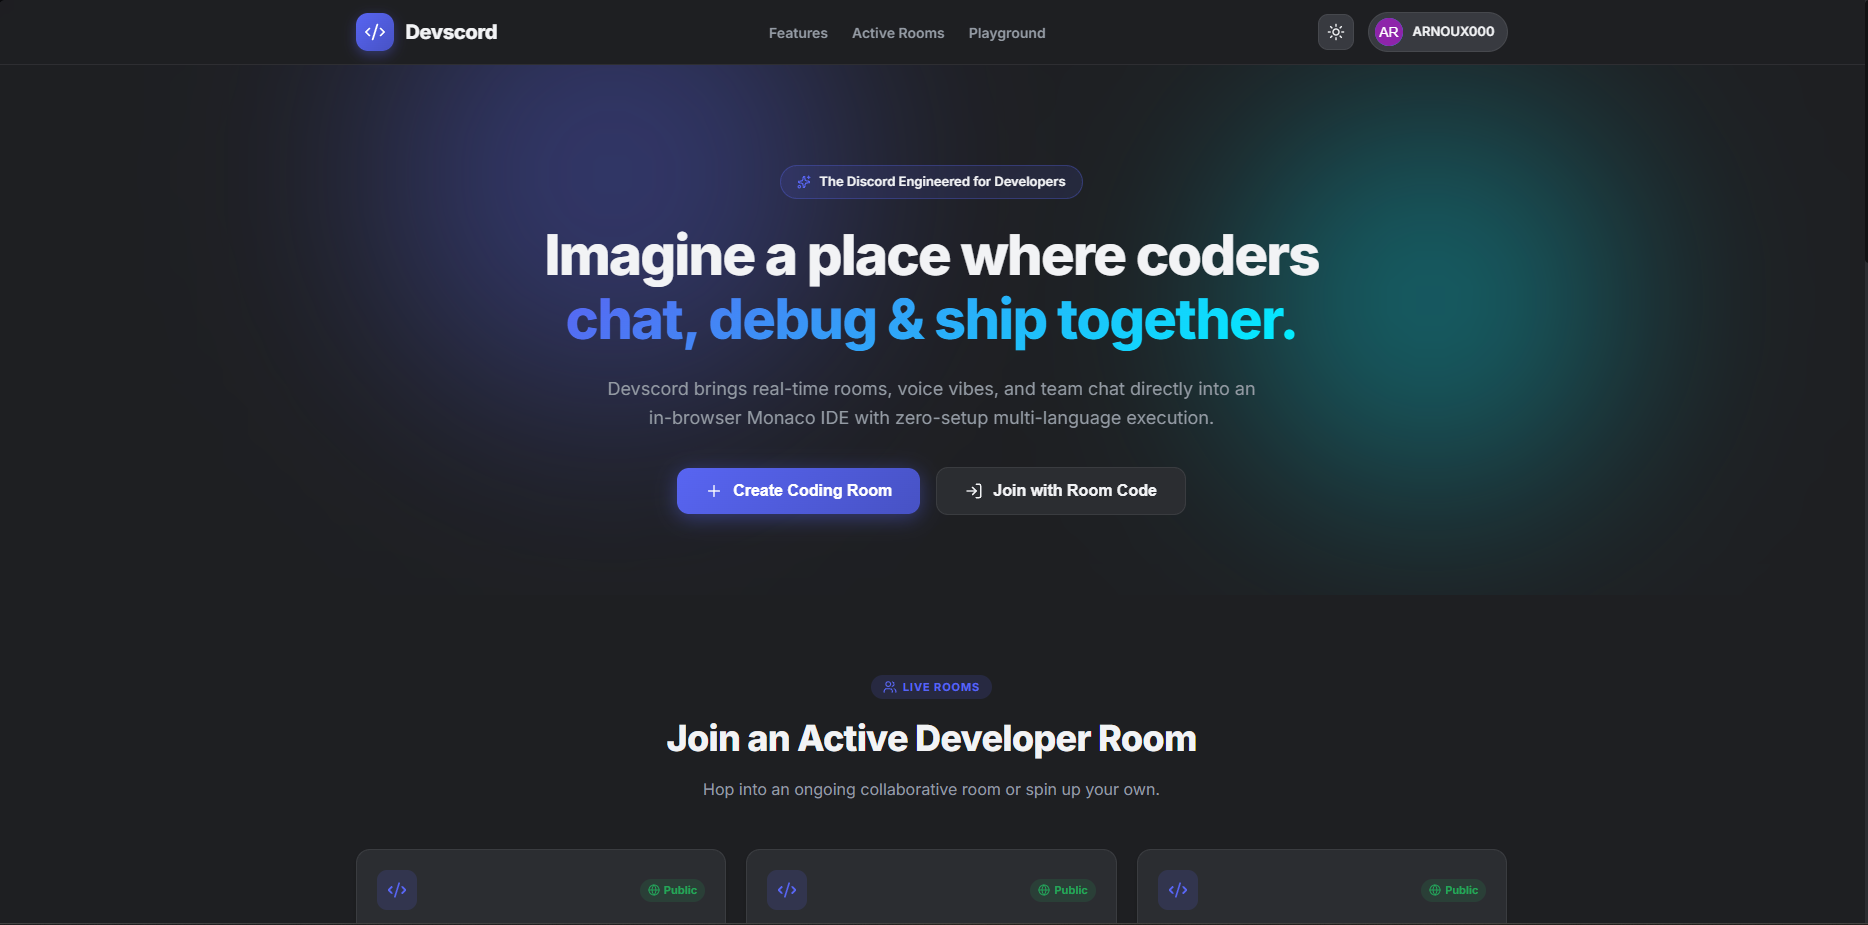 Devscord
Features
Active Rooms
Playground
AR
ARNOUX000
The Discord Engineered for Developers
Imagine a place where coders
chat, debug & ship together.
Devscord brings real-time rooms, voice vibes, and team chat directly into an
in-browser Monaco IDE with zero-setup multi-language execution.
Create Coding Room
Join with Room Code
LIVE ROOMS
Join an Active Developer Room
Hop into an ongoing collaborative room or spin up your own.
Public
Public
Public